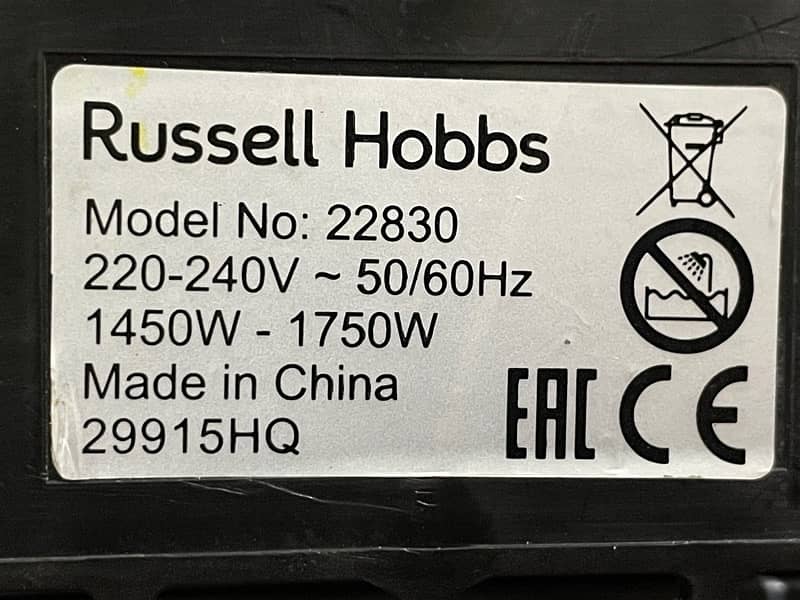 Russell Hobbs
Model No: 22830
220-240V ~ 50/60Hz
1450W - 1750W
Made in China
29915HQ
EAC CE